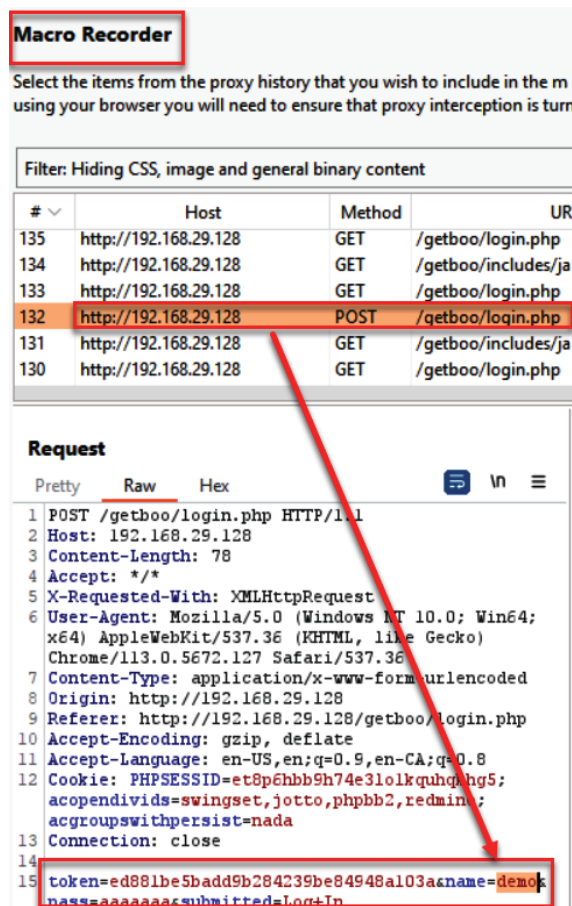 Macro Recorder
Select the items from the proxy history that you wish to include in the m
using your browser you will need to ensure that proxy interception is turn
Filter: Hiding CSS, image and general binary content
# Host Method UR
135 http://192.168.29.128 GET /getboo/login.php
134 http://192.168.29.128 GET /getboo/includes/ja
133 http://192.168.29.128 GET /getboo/login.php
132 http://192.168.29.128 POST /getboo/login.php
131 http://192.168.29.128 GET /getboo/includes/ja
130 http://192.168.29.128 GET /getboo/login.php
Request
Pretty Raw Hex \n
1 POST /getboo/login.php HTTP/1.1
2 Host: 192.168.29.128
3 Content-Length: 78
4 Accept: */*
5 X-Requested-With: XMLHttpRequest
6 User-Agent: Mozilla/5.0 (Windows NT 10.0; Win64;
x64) AppleWebKit/537.36 (KHTML, like Gecko)
Chrome/113.0.5672.127 Safari/537.36
7 Content-Type: application/x-www-form-urlencoded
8 Origin: http://192.168.29.128
9 Referer: http://192.168.29.128/getboo/login.php
10 Accept-Encoding: gzip, deflate
11 Accept-Language: en-US,en;q=0.9,en-CA;q=0.8
12 Cookie:
acopendivids=swingset,jotto,phpbb2,redmine;
acgroupswithpersist=nada
13 Connection: close
14
15 token=ed881be5badd9b284239be84948a103a&name=demo&
pass=aaaaaaa&submitted=Log+In